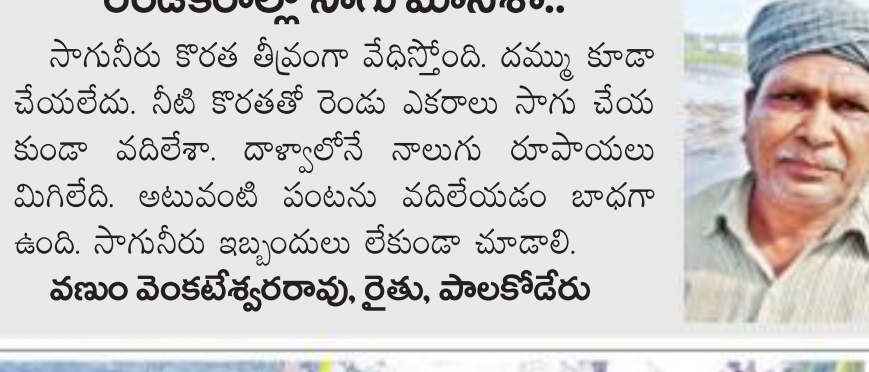 సాగునీరు కొరత తీవ్రంగా వేధిస్తోంది. దమ్ము కూడా
చేయలేదు. నీటి కొరతతో రెండు ఎకరాలు సాగు చేయ
కుండా వదిలేశా. దాళ్వాలోనే నాలుగు రూపాయలు
మిగిలేది. అటువంటి పంటను వదిలేయడం బాధగా
ఉంది. సాగునీరు ఇబ్బందులు లేకుండా చూడాలి.
వణుం వెంకటేశ్వరరావు, రైతు, పాలకోడేరు